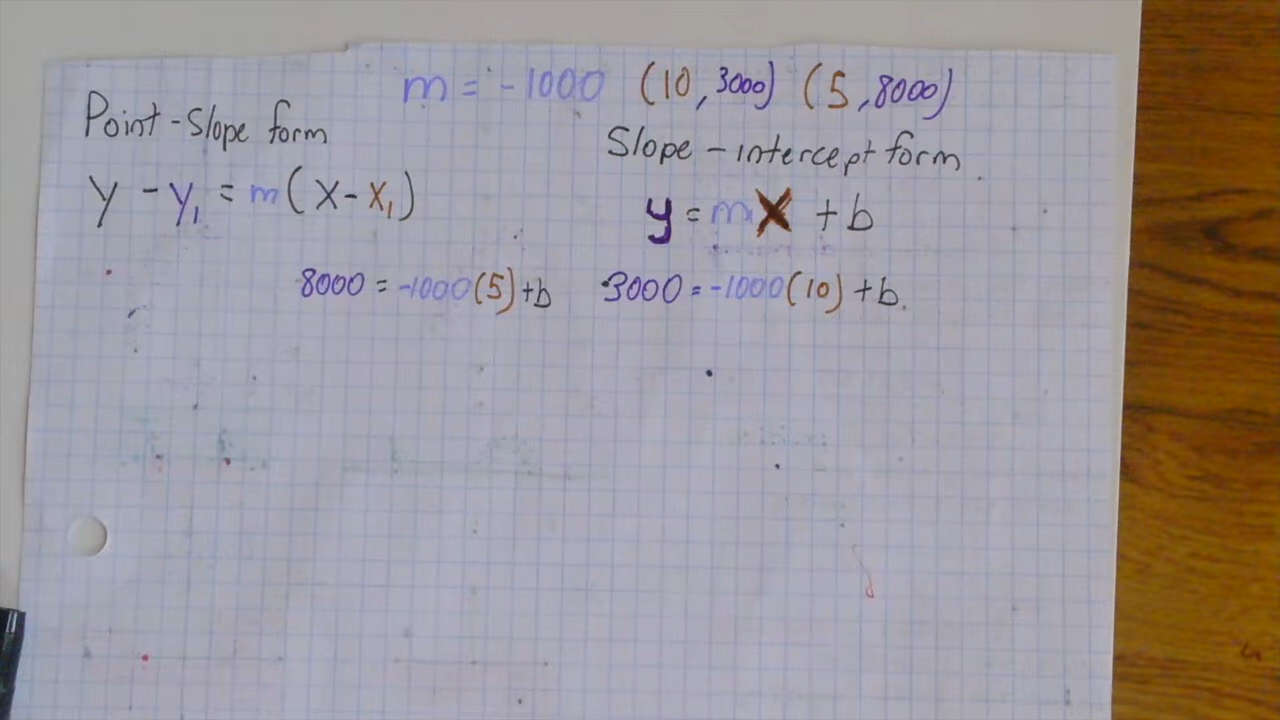 m = -1000 (10, 3000) (5, 8000)
Point-Slope form
Slope-intercept form
y - y₁ = m(x - x₁)
y = mx + b
8000 = -1000(5) + b
3000 = -1000(10) + b